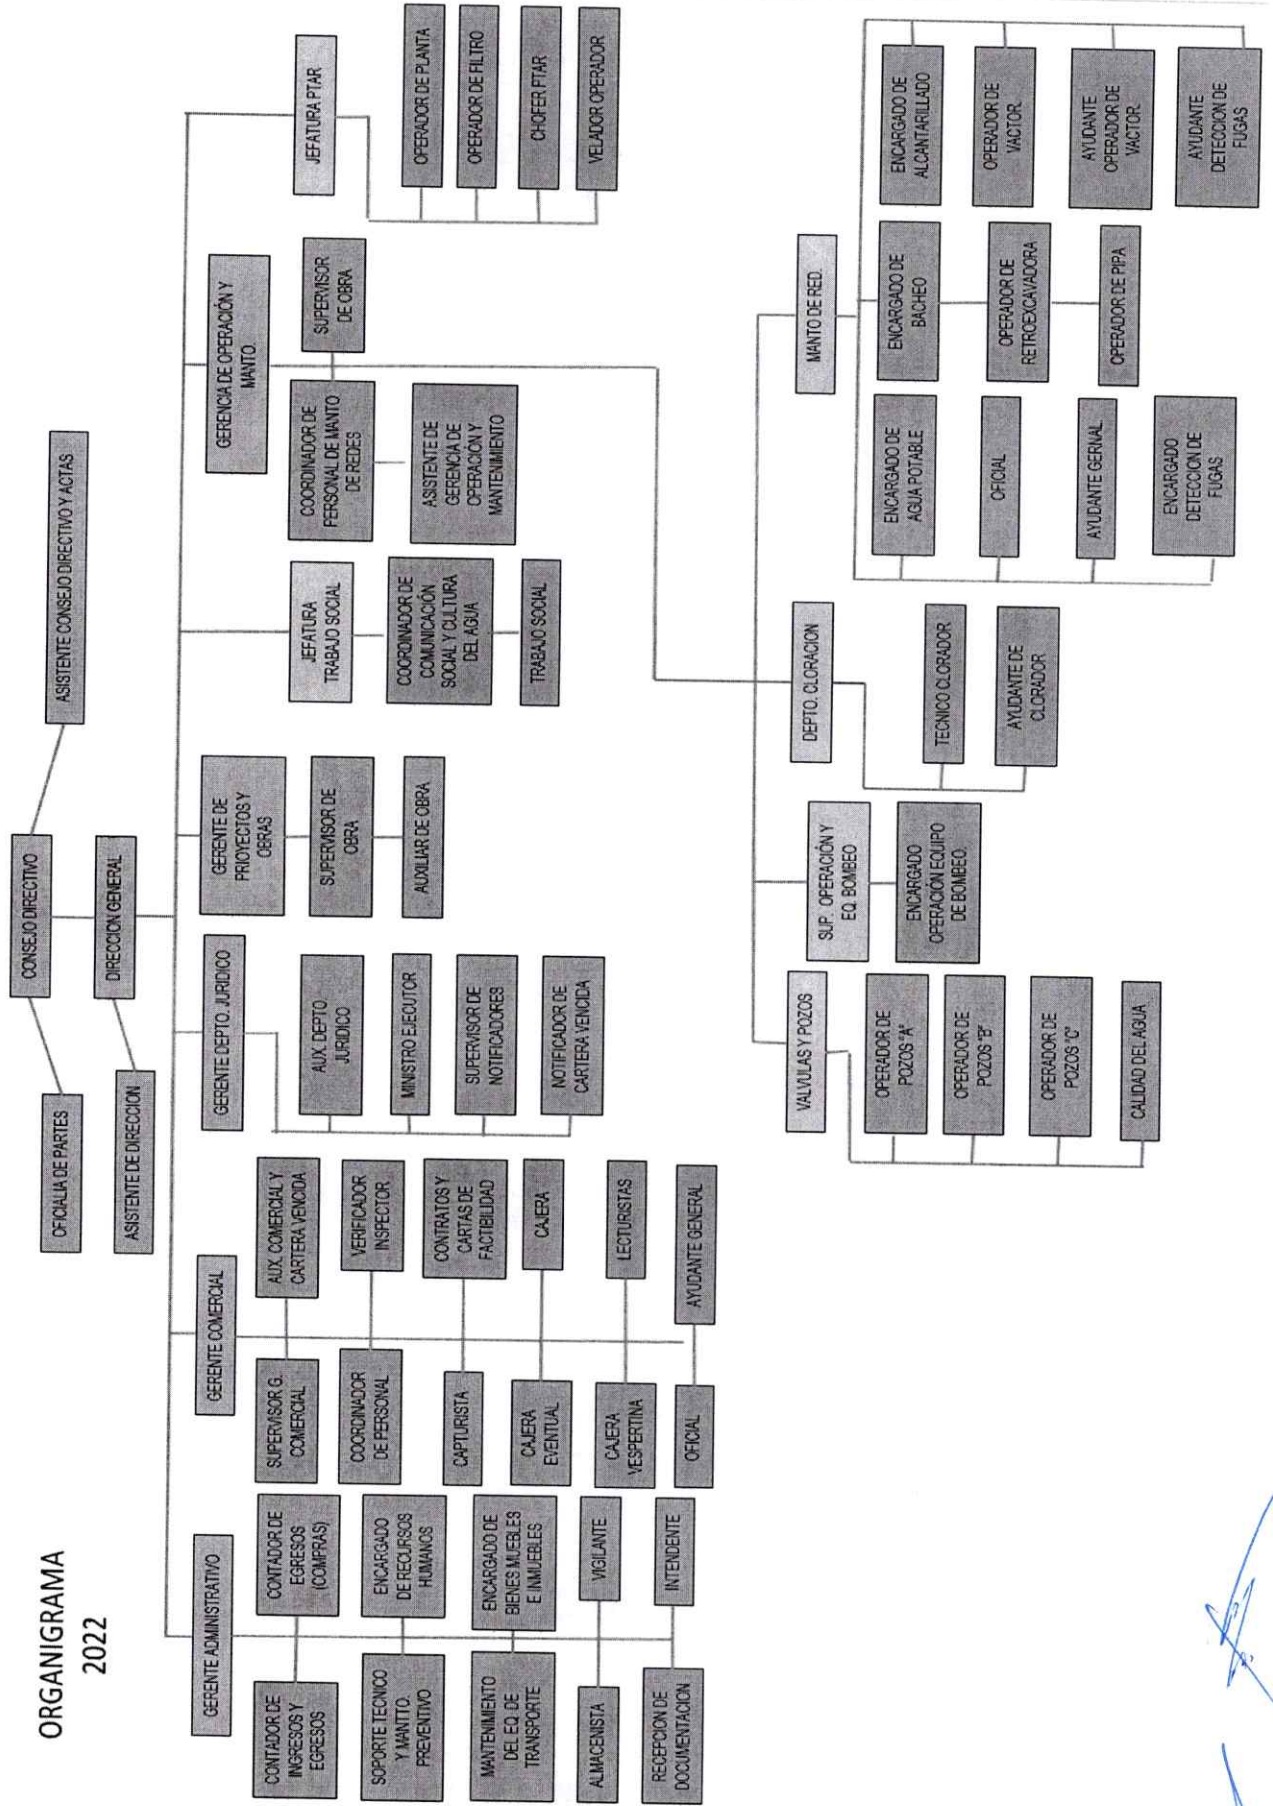 ORGANIGRAMA
2022
CONSEJO DIRECTIVO
OFICIALIA DE PARTES
ASISTENTE CONSEJO DIRECTIVO Y ACTAS
DIRECCION GENERAL
ASISTENTE DE DIRECCION
GERENTE ADMINISTRATIVO
CONTADOR DE
INGRESOS Y
EGRESOS
CONTADOR DE
EGRESOS
(COMPRAS)
SOPORTE TECNICO
Y MANTTO.
PREVENTIVO
ENCARGADO
DE RECURSOS
HUMANOS
MANTENIMIENTO
DEL EQ. DE
TRANSPORTE
ENCARGADO DE
BIENES MUEBLES
E INMUEBLES
ALMACENISTA
VIGILANTE
RECEPCION DE
DOCUMENTACION
INTENDENTE
GERENTE COMERCIAL
SUPERVISOR G.
COMERCIAL
AUX. COMERCIAL Y
CARTERA VENCIDA
COORDINADOR
DE PERSONAL
VERIFICADOR
INSPECTOR
CAPTURISTA
CONTRATOS Y
CARTAS DE
FACTIBILIDAD
CAJERA
EVENTUAL
CAJERA
CAJERA
VESPERTINA
LECTURISTAS
OFICIAL
AYUDANTE GENERAL
GERENTE DEPTO. JURIDICO
AUX. DEPTO
JURIDICO
MINISTRO EJECUTOR
SUPERVISOR DE
NOTIFICADORES
NOTIFICADOR DE
CARTERA VENCIDA
GERENTE DE
PRIOYECTOS Y
OBRAS
SUPERVISOR DE
OBRA
AUXILIAR DE OBRA
JEFATURA
TRABAJO SOCIAL
COORDINADOR DE
COMUNICACIÓN
SOCIAL Y CULTURA
DEL AGUA
TRABAJO SOCIAL
GERENCIA DE OPERACIÓN Y
MANTO.
COORDINADOR DE
PERSONAL DE MANTO
DE REDES
SUPERVISOR
DE OBRA
ASISTENTE DE
GERENCIA DE
OPERACIÓN Y
MANTENIMIENTO
JEFATURA PTAR
OPERADOR DE PLANTA
OPERADOR DE FILTRO
CHOFER PTAR
VELADOR OPERADOR
VALVULAS Y POZOS
OPERADOR DE
POZOS "A"
OPERADOR DE
POZOS "B"
OPERADOR DE
POZOS "C"
CALIDAD DEL AGUA
SUP. OPERACIÓN Y
EQ. BOMBEO
ENCARGADO
OPERACIÓN EQUIPO
DE BOMBEO.
DEPTO. CLORACION
TECNICO CLORADOR
AYUDANTE DE
CLORADOR
MANTO DE RED.
ENCARGADO DE
AGUA POTABLE
OFICIAL
AYUDANTE GERNAL
ENCARGADO
DETECCION DE
FUGAS
ENCARGADO DE
BACHEO
OPERADOR DE
RETROEXCAVADORA
OPERADOR DE PIPA
ENCARGADO DE
ALCANTARILLADO
OPERADOR DE
VACTOR.
AYUDANTE
OPERADOR DE
VACTOR.
AYUDANTE
DETECCION DE
FUGAS